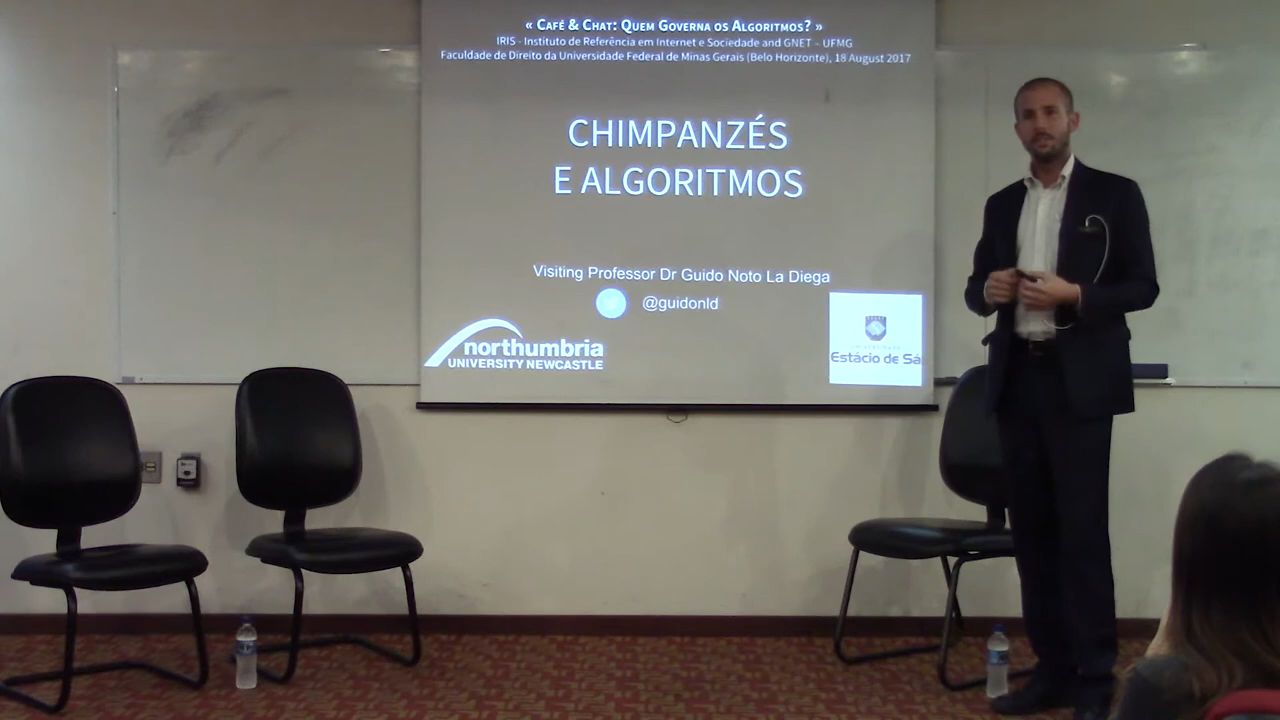 « Café & Chat: Quem Governa os Algoritmos? »
IRIS - Instituto de Referência em Internet e Sociedade and GNET - UFMG
Faculdade de Direito da Universidade Federal de Minas Gerais (Belo Horizonte), 18 August 2017
CHIMPANZÉS
E ALGORITMOS
Visiting Professor Dr Guido Noto La Diega
@guidonld
northumbria
UNIVERSITY NEWCASTLE
UNIVERSIDADE
Estácio de Sá